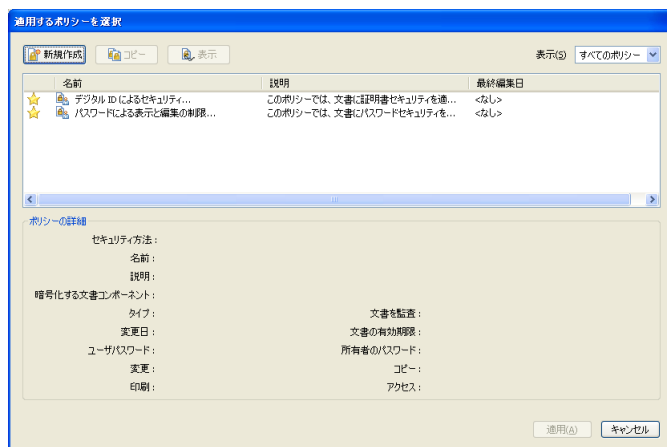 適用するポリシーを選択
新規作成 コピー 表示 表示(S) すべてのポリシー
名前 説明 最終編集日
デジタル ID によるセキュリティ... このポリシーでは、文書に証明書セキュリティを適... <なし>
パスワードによる表示と編集の制限... このポリシーでは、文書にパスワードセキュリティを... <なし>
ポリシーの詳細
セキュリティ方法 :
名前 :
説明 :
暗号化する文書コンポーネント :
タイプ : 文書を監査 :
変更日 : 文書の有効期限 :
ユーザパスワード : 所有者のパスワード :
変更 : コピー :
印刷 : アクセス :
適用(A) キャンセル